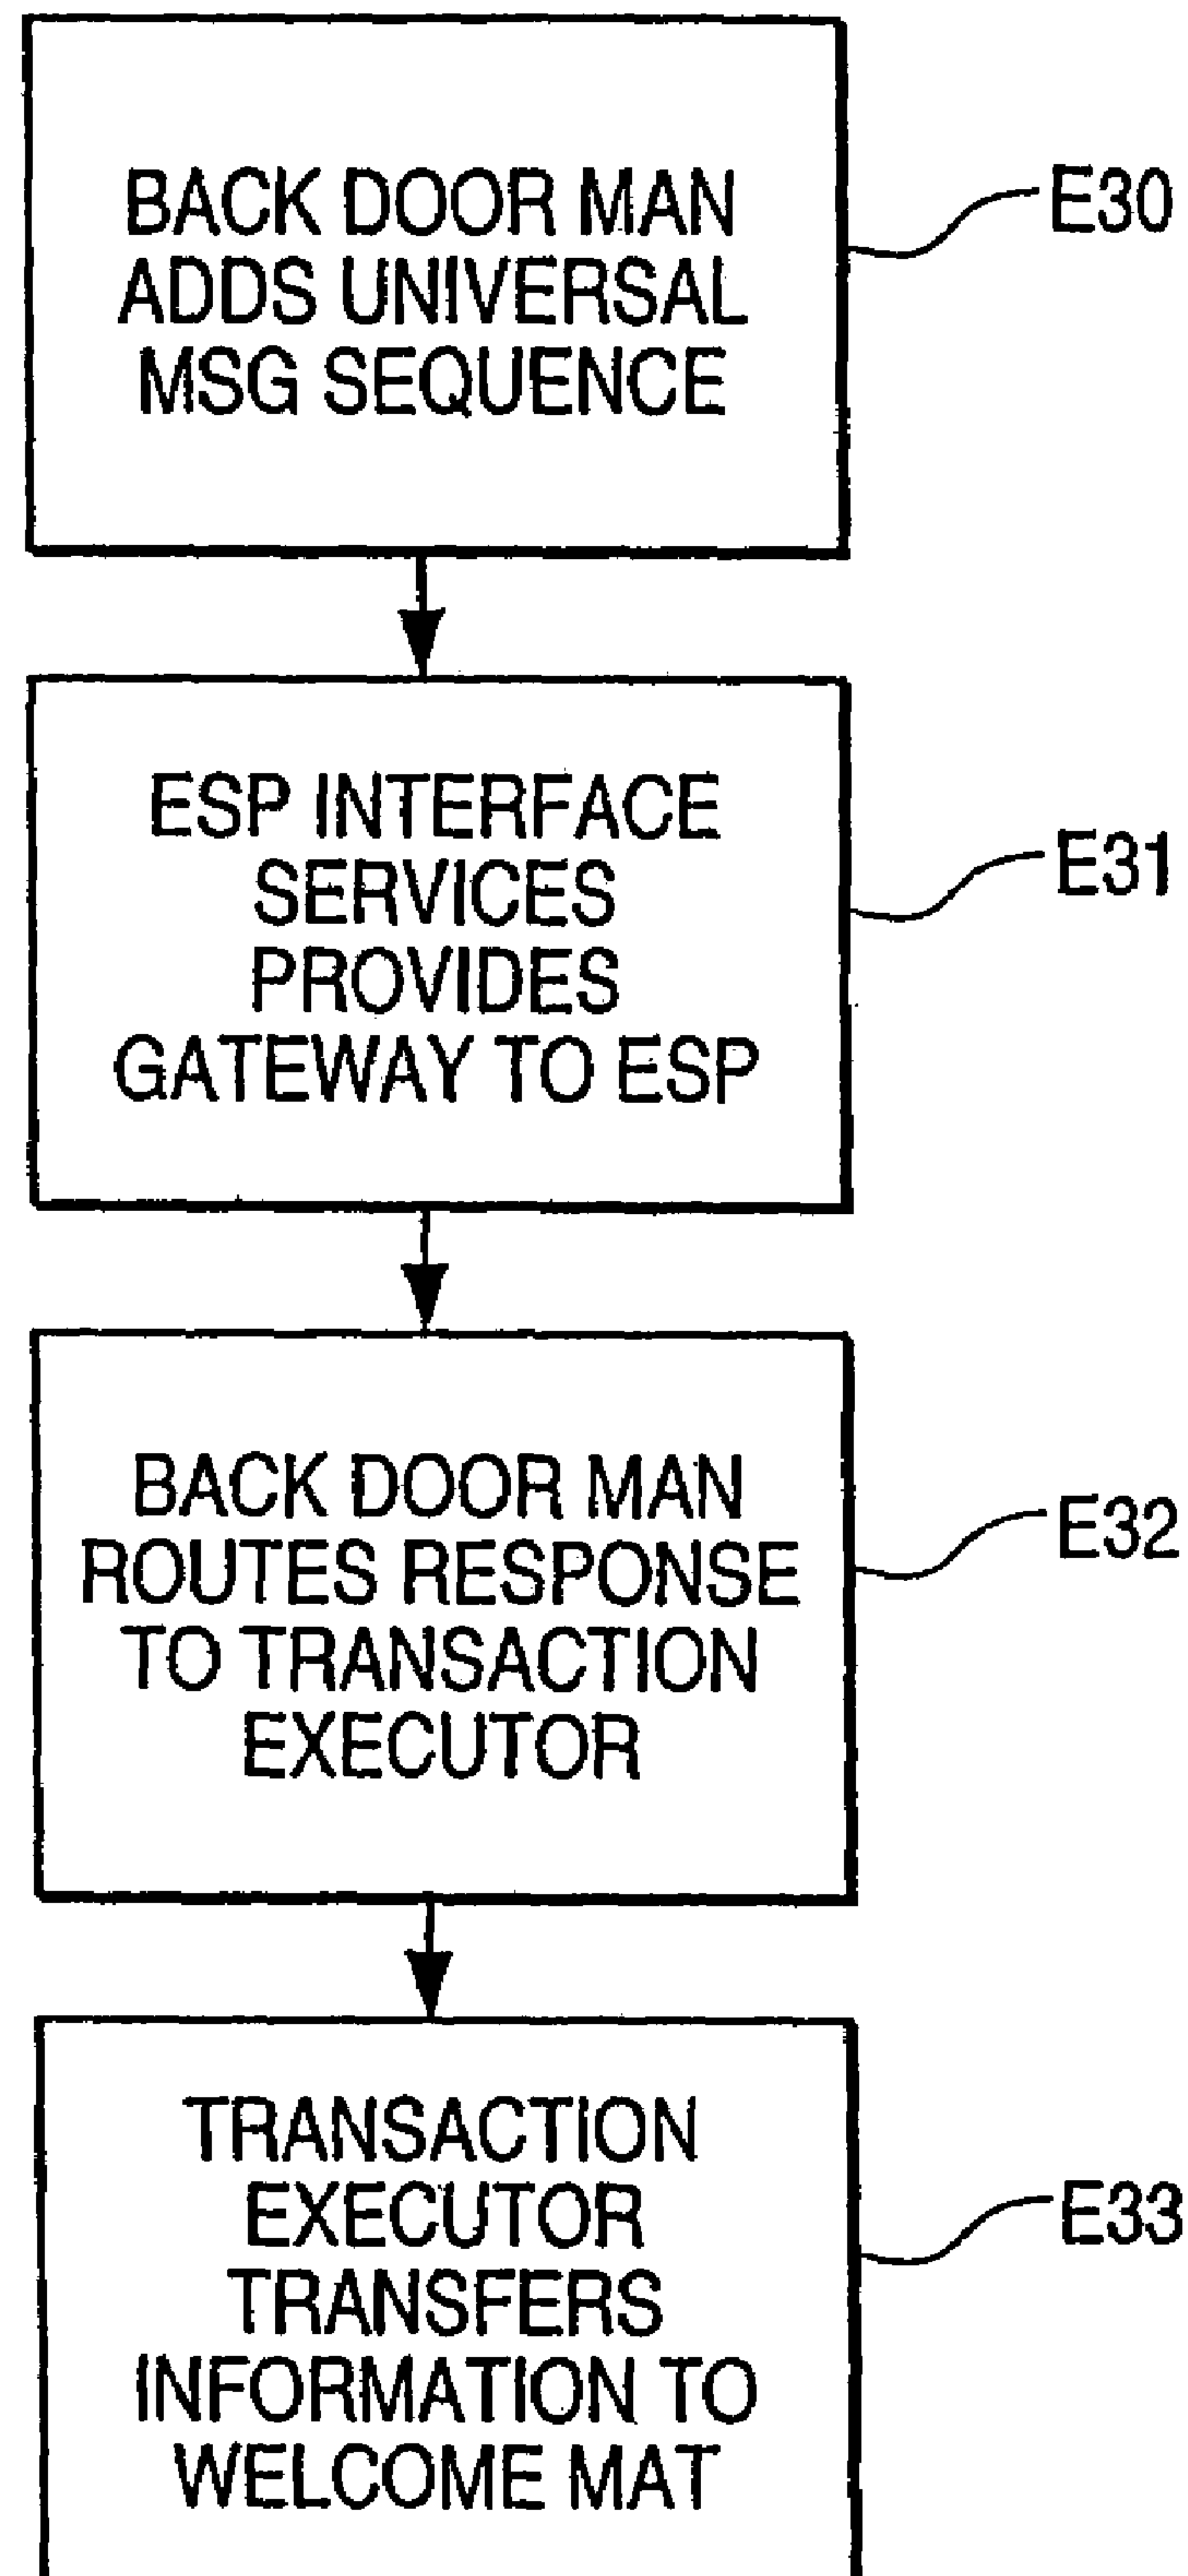 BACK DOOR MAN
ADDS UNIVERSAL
MSG SEQUENCE
E30
ESP INTERFACE
SERVICES
PROVIDES
GATEWAY TO ESP
E31
BACK DOOR MAN
ROUTES RESPONSE
TO TRANSACTION
EXECUTOR
E32
TRANSACTION
EXECUTOR
TRANSFERS
INFORMATION TO
WELCOME MAT
E33